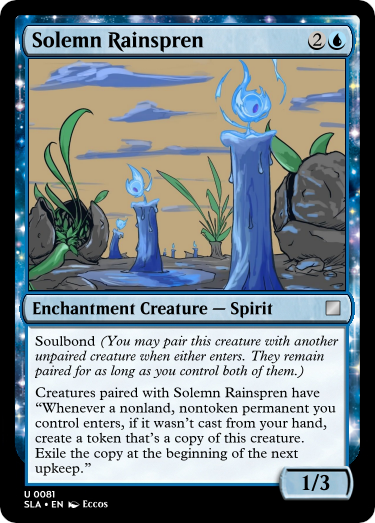 Solemn Rainspren 2
Enchantment Creature — Spirit
Soulbond (You may pair this creature with another
unpaired creature when either enters. They remain
paired for as long as you control both of them.)
Creatures paired with Solemn Rainspren have
“Whenever a nonland, nontoken permanent you
control enters, if it wasn't cast from your hand,
create a token that's a copy of this creature.
Exile the copy at the beginning of the next
upkeep.”
1/3
U 0081
SLA • EN Eccos